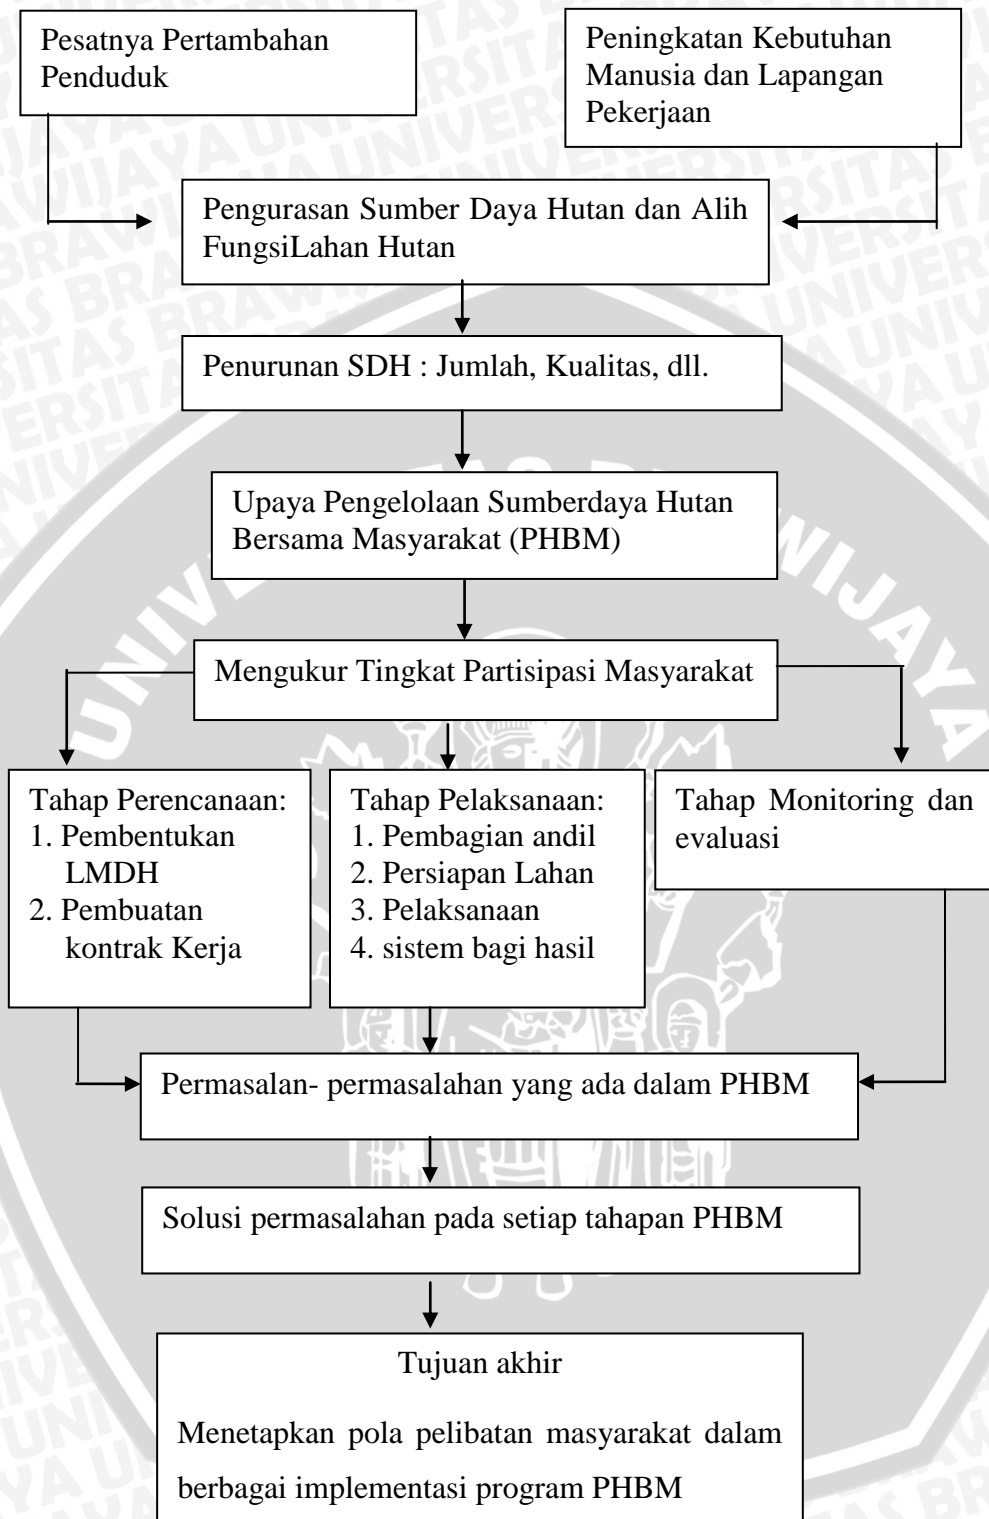 Pesatnya Pertambahan
Penduduk
Peningkatan Kebutuhan
Manusia dan Lapangan
Pekerjaan
Pengurasan Sumber Daya Hutan dan Alih
FungsiLahan Hutan
Penurunan SDH : Jumlah, Kualitas, dll.
Upaya Pengelolaan Sumberdaya Hutan
Bersama Masyarakat (PHBM)
Mengukur Tingkat Partisipasi Masyarakat
Tahap Perencanaan:
1. Pembentukan
LMDH
2. Pembuatan
kontrak Kerja
Tahap Pelaksanaan:
1. Pembagian andil
2. Persiapan Lahan
3. Pelaksanaan
4. sistem bagi hasil
Tahap Monitoring dan
evaluasi
Permasalan- permasalahan yang ada dalam PHBM
Solusi permasalahan pada setiap tahapan PHBM
Tujuan akhir
Menetapkan pola pelibatan masyarakat dalam
berbagai implementasi program PHBM